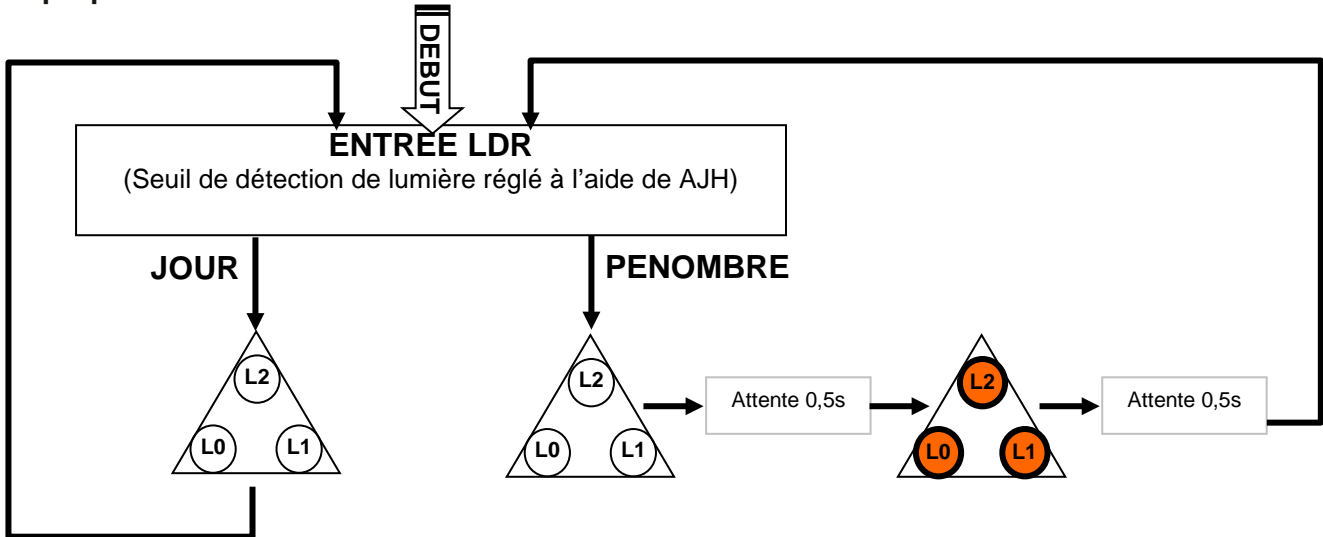 DEBUT
ENTREE LDR
(Seuil de détection de lumière réglé à l'aide de AJH)
JOUR
PENOMBRE
L2
L0 L1
L2
L0 L1
Attente 0,5s
L2
L0 L1
Attente 0,5s